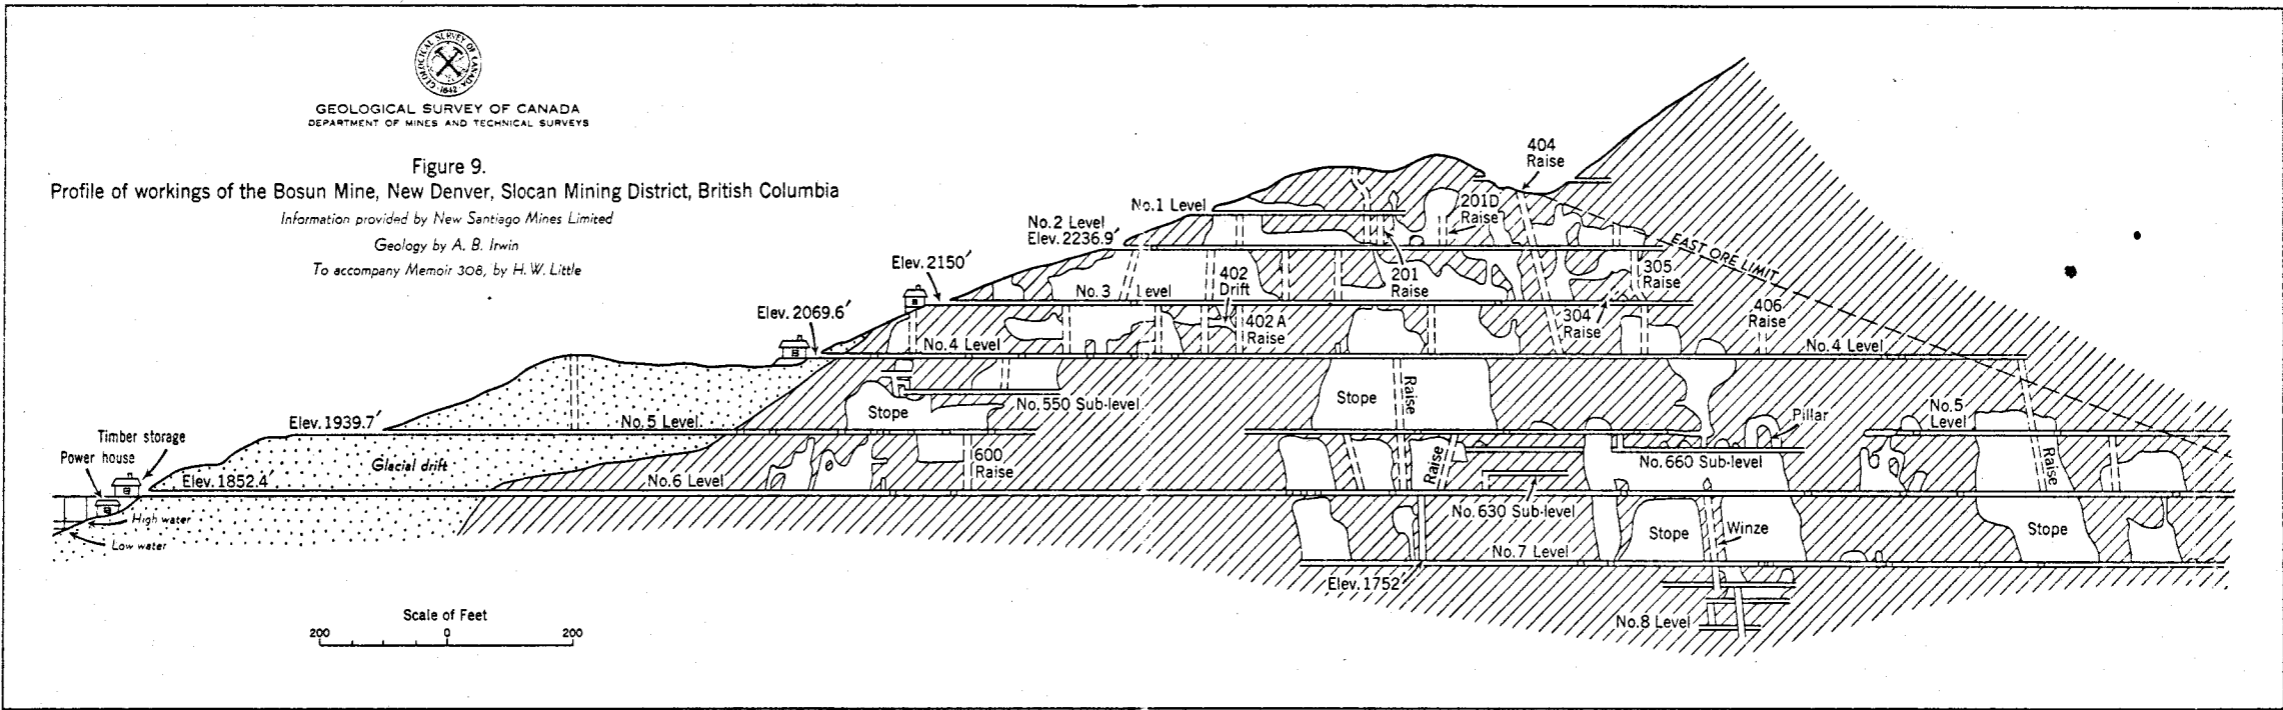 GEOLOGICAL SURVEY OF CANADA
1842
GEOLOGICAL SURVEY OF CANADA
DEPARTMENT OF MINES AND TECHNICAL SURVEYS
Figure 9.
Profile of workings of the Bosun Mine, New Denver, Slocan Mining District, British Columbia
Information provided by New Santiago Mines Limited
Geology by A. B. Irwin
To accompany Memoir 308, by H. W. Little
404
Raise
No.1 Level
201D
Raise
No.2 Level
Elev. 2236.9′
EAST ORE LIMIT
Elev. 2150′
No. 3 Level
402
Drift
201
Raise
305
Raise
304
Raise
Elev. 2069.6′
No.4 Level
402 A
Raise
406
Raise
No.4 Level
Stope
No. 550 Sub-level
Stope
Raise
Elev. 1939.7′
No. 5 Level
Pillar
No.5
Level
Timber storage
Power house
Glacial drift
600
Raise
Raise
No. 660 Sub-level
Raise
Elev. 1852.4′
No.6 Level
High water
Low water
No. 630 Sub-level
Stope
Winze
Stope
No. 7 Level
Elev. 1752′
No.8 Level
Scale of Feet
200 0 200